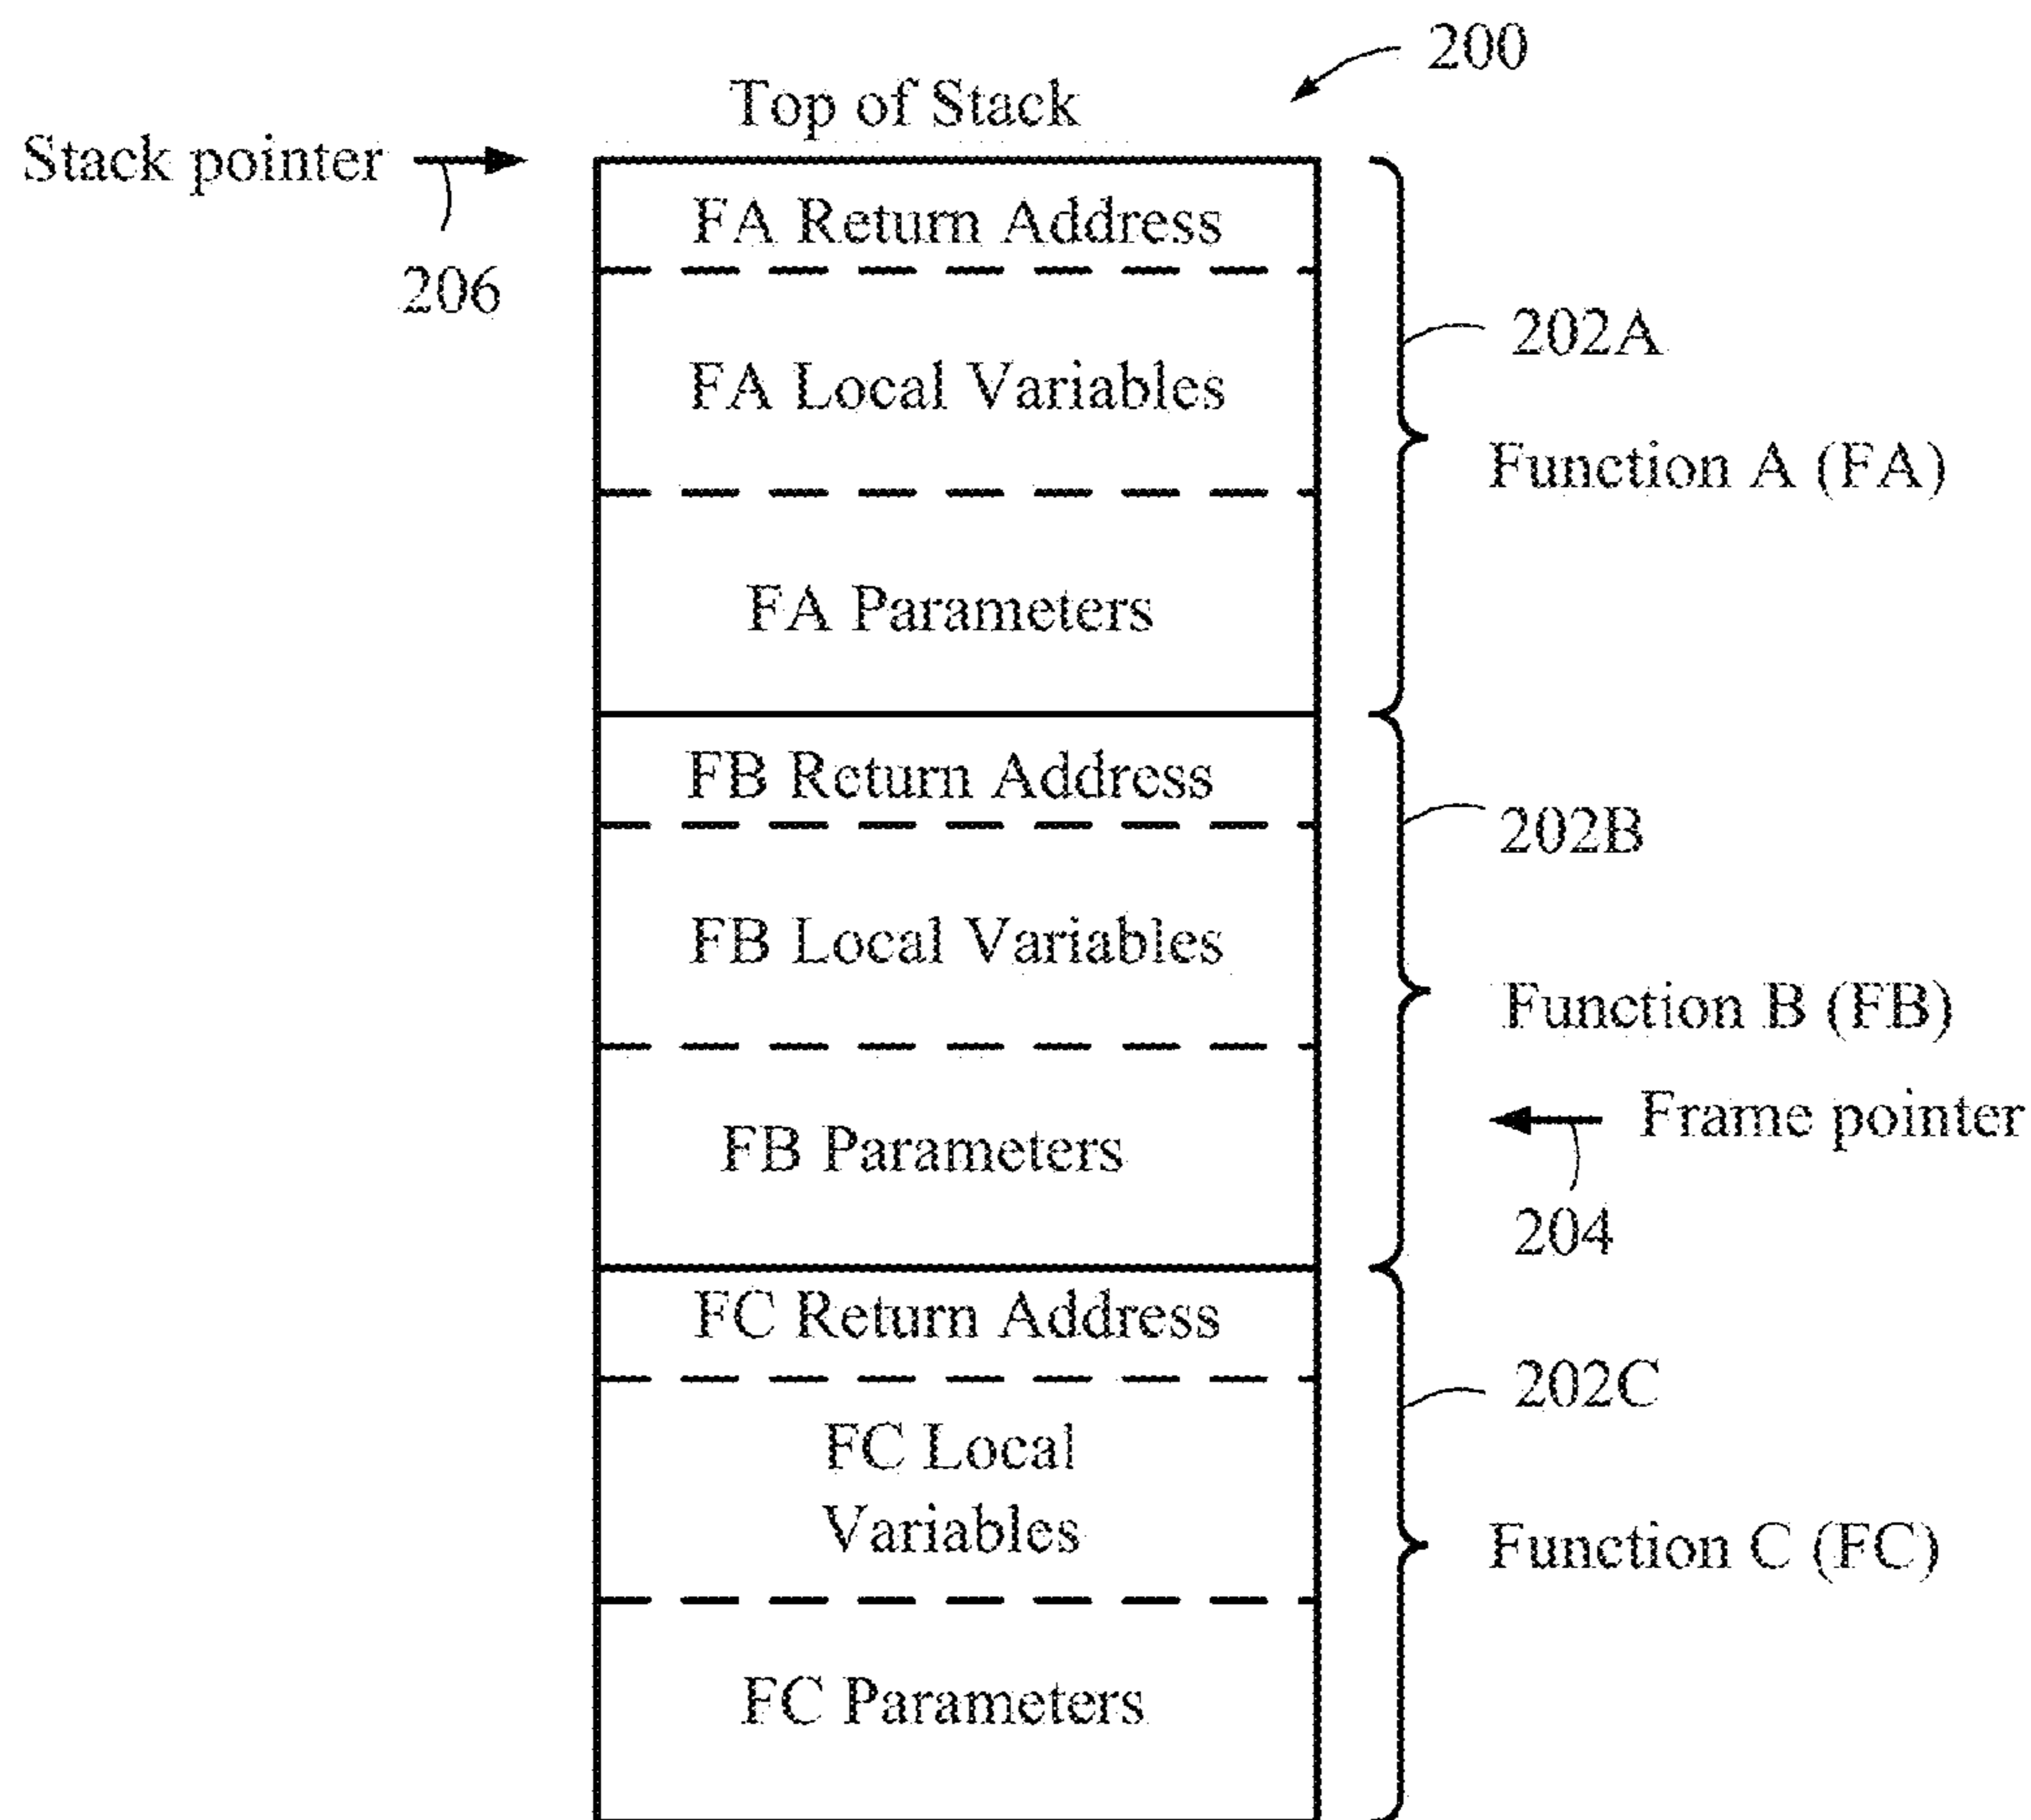 200
Top of Stack
Stack pointer
206
FA Return Address
FA Local Variables
202A
Function A (FA)
FA Parameters
FB Return Address
202B
FB Local Variables
Function B (FB)
Frame pointer
FB Parameters
204
FC Return Address
202C
FC Local
Variables
Function C (FC)
FC Parameters